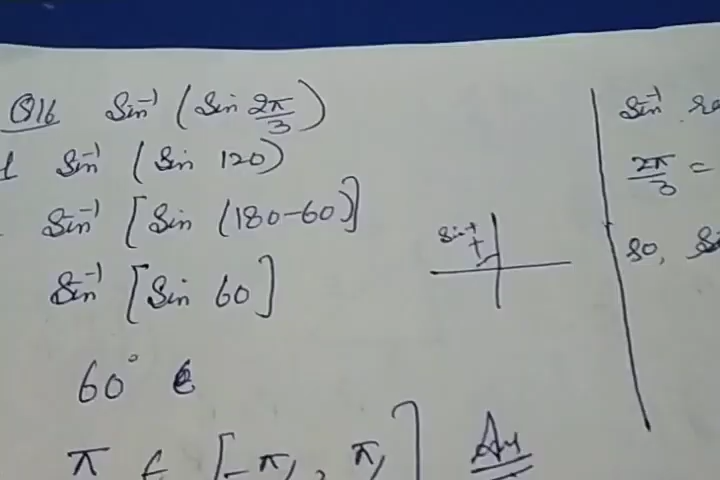 Q16 Sin⁻¹ (Sin 2π/3)
Sin⁻¹ (Sin 120)
Sin⁻¹ [Sin (180-60)]
Sin⁻¹ [Sin 60]
60° ∈
π ∈ [-π, π] Ans
Sin⁻¹
+
Sin⁻¹
2π/3 =
So,